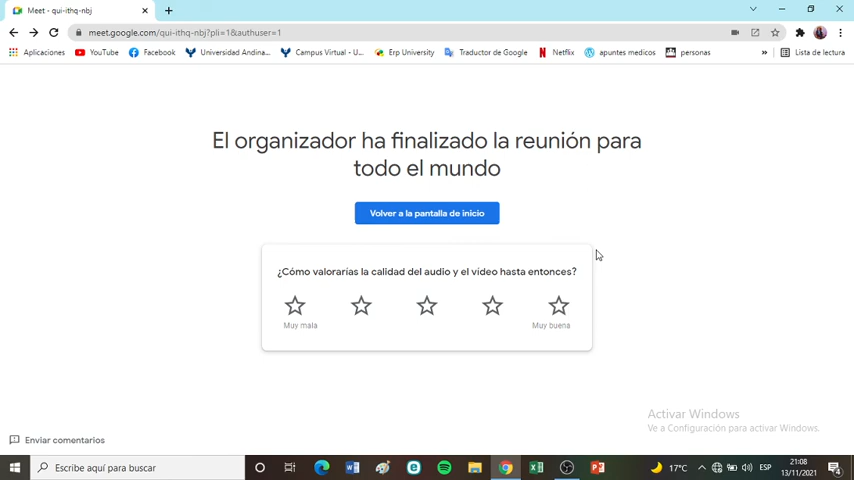 Meet - qui-ithq-nbj
meet.google.com/qui-ithq-nbj?pli=1&authuser=1
Aplicaciones YouTube Facebook Universidad Andina... Campus Virtual - U... Erp University Traductor de Google Netflix apuntes medicos personas » Lista de lectura
El organizador ha finalizado la reunión para
todo el mundo
Volver a la pantalla de inicio
¿Cómo valorarías la calidad del audio y el vídeo hasta entonces?
Muy mala Muy buena
Activar Windows
Ve a Configuración para activar Windows.
Enviar comentarios
Escribe aquí para buscar
17°C ESP 21:08
13/11/2021 4